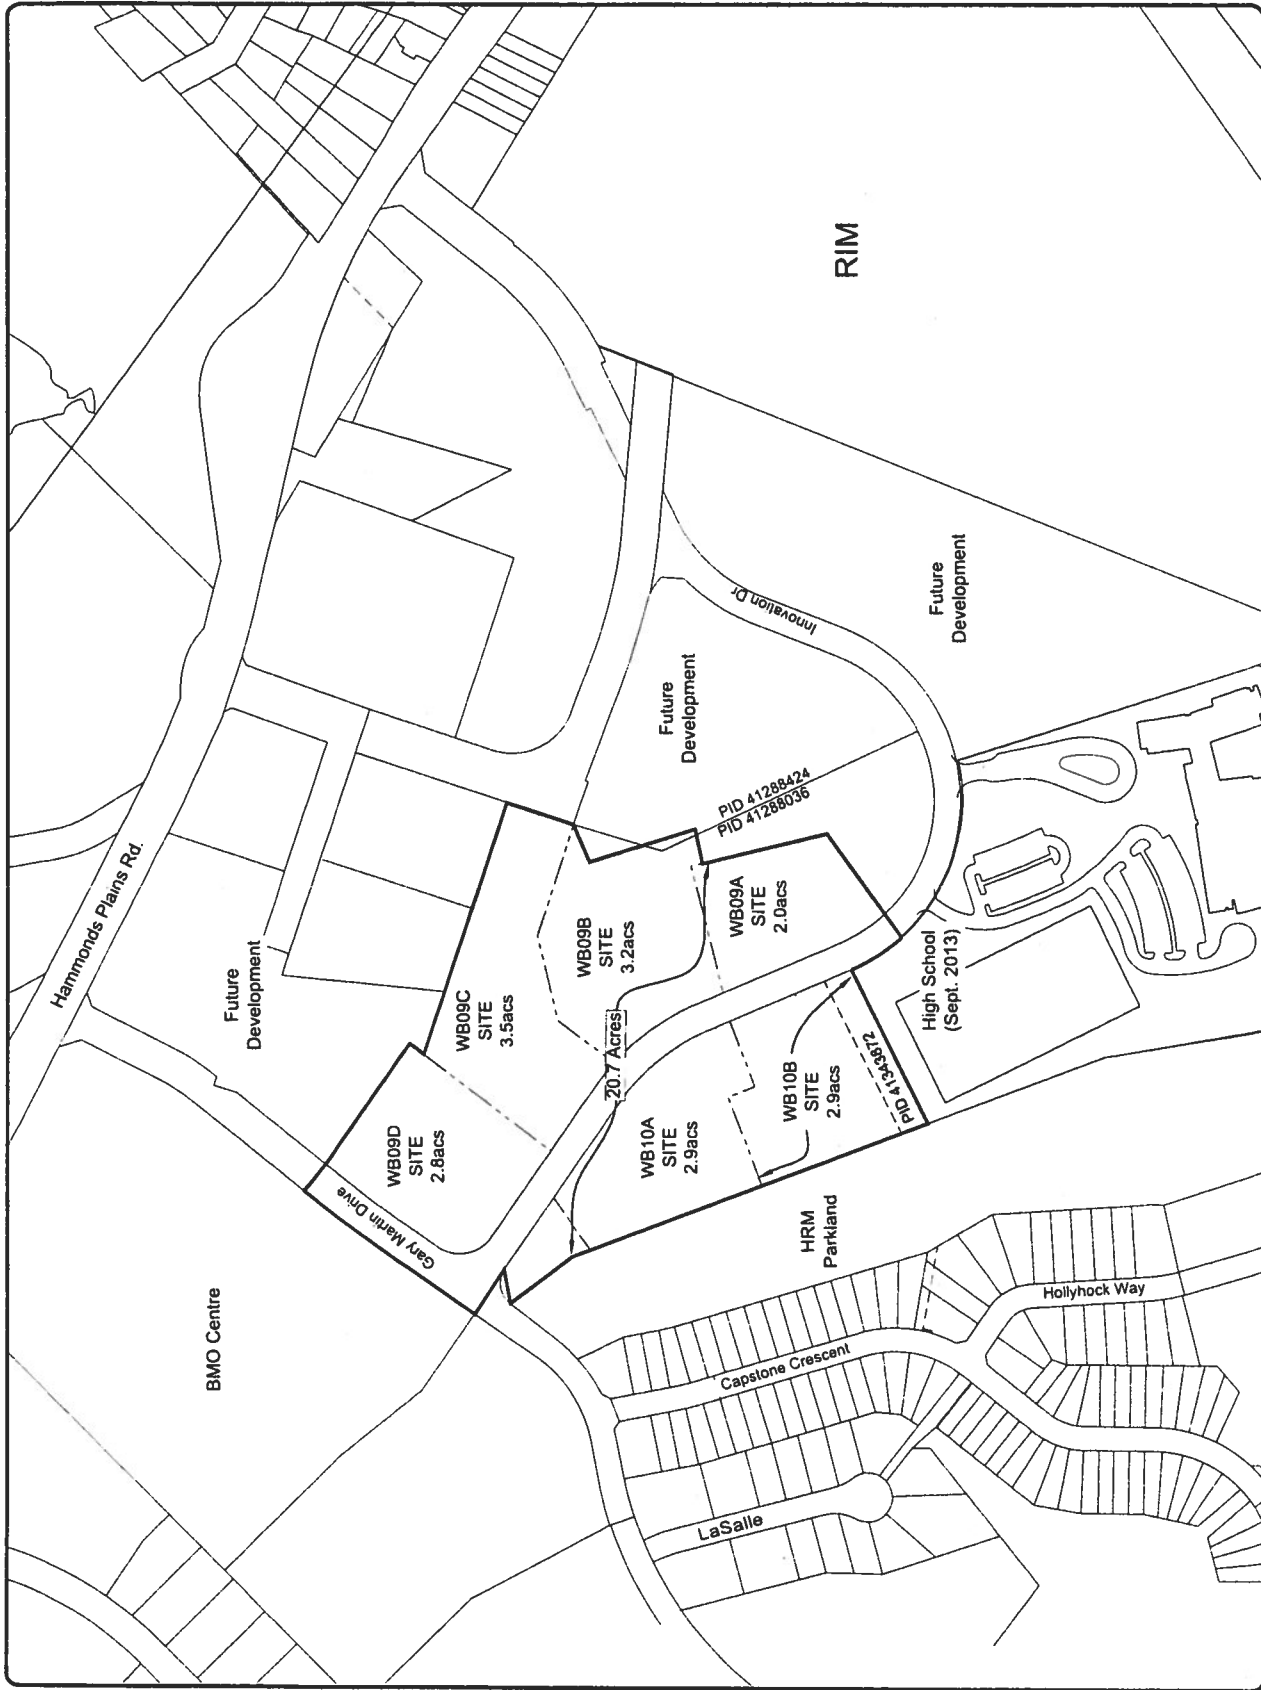 Hammonds Plains Rd.
RIM
Future
Development
BMO Centre
Gary Martin Drive
WB09D
SITE
2.8acs
WB09C
SITE
3.5acs
WB09B
SITE
3.2acs
WB09A
SITE
2.0acs
20.7 Acres
WB10A
SITE
2.9acs
WB10B
SITE
2.9acs
PID 41343672
PID 41288424
PID 41288036
Future
Development
Innovation Dr
Future
Development
High School
(Sept. 2013)
HRM
Parkland
Hollyhock Way
Capstone Crescent
LaSalle